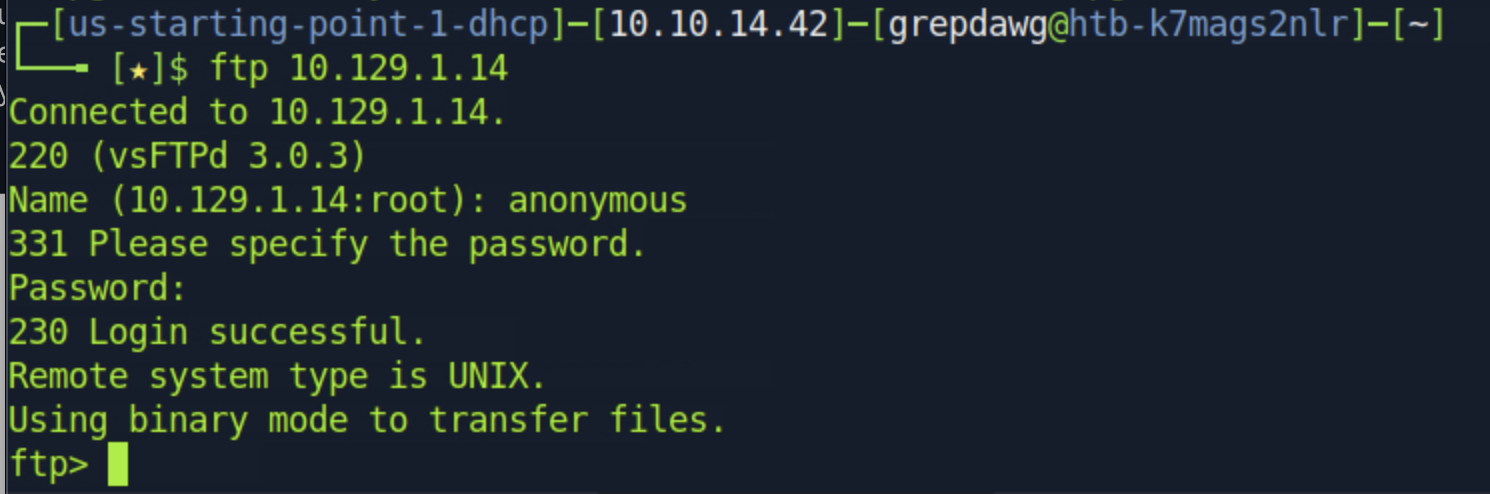 [us-starting-point-1-dhcp]─[10.10.14.42]─[grepdawg@htb-k7mags2nlr]─[~]
[★]$ ftp 10.129.1.14
Connected to 10.129.1.14.
220 (vsFTPd 3.0.3)
Name (10.129.1.14:root): anonymous
331 Please specify the password.
Password:
230 Login successful.
Remote system type is UNIX.
Using binary mode to transfer files.
ftp>